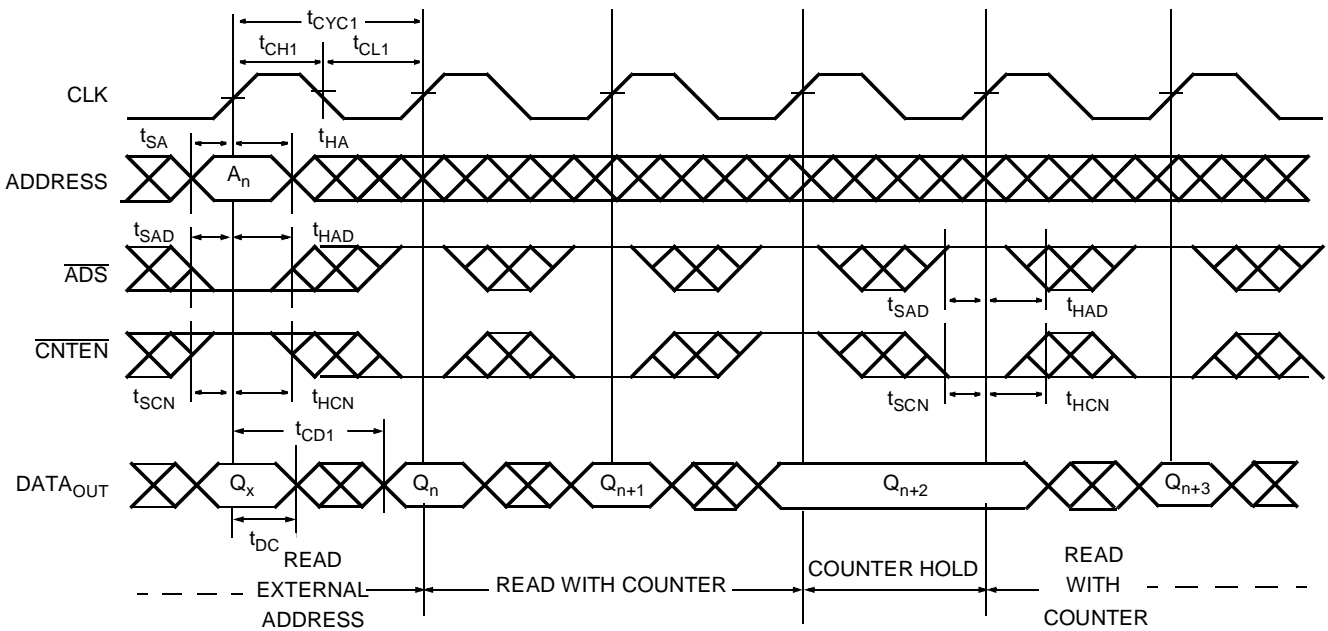 tCYC1
tCH1 tCL1
CLK
tSA tHA
ADDRESS An
tSAD tHAD
ADS
tSAD tHAD
CNTEN
tSCN tHCN tSCN tHCN
tCD1
DATAOUT Qx Qn Qn+1 Qn+2 Qn+3
tDC
READ EXTERNAL ADDRESS
READ WITH COUNTER
COUNTER HOLD
READ WITH COUNTER